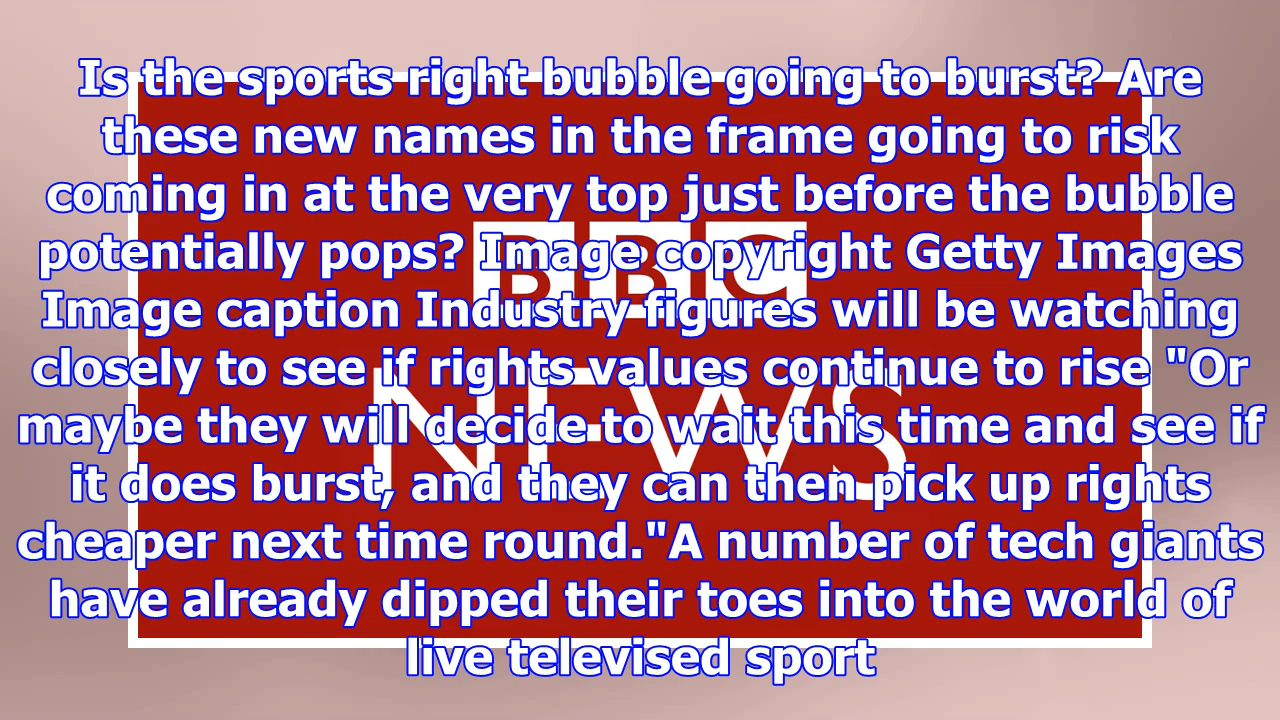 Is the sports right bubble going to burst? Are
these new names in the frame going to risk
coming in at the very top just before the bubble
potentially pops? Image copyright Getty Images
Image caption Industry figures will be watching
closely to see if rights values continue to rise "Or
maybe they will decide to wait this time and see if
it does burst, and they can then pick up rights
cheaper next time round."A number of tech giants
have already dipped their toes into the world of
live televised sport
BBC
NEWS